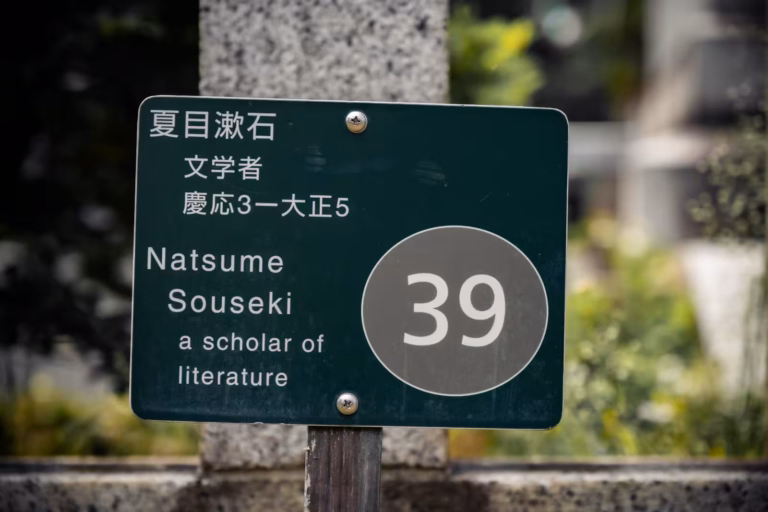 夏目漱石
文学者
慶応3ー大正5
Natsume
Souseki
a scholar of
literature
39